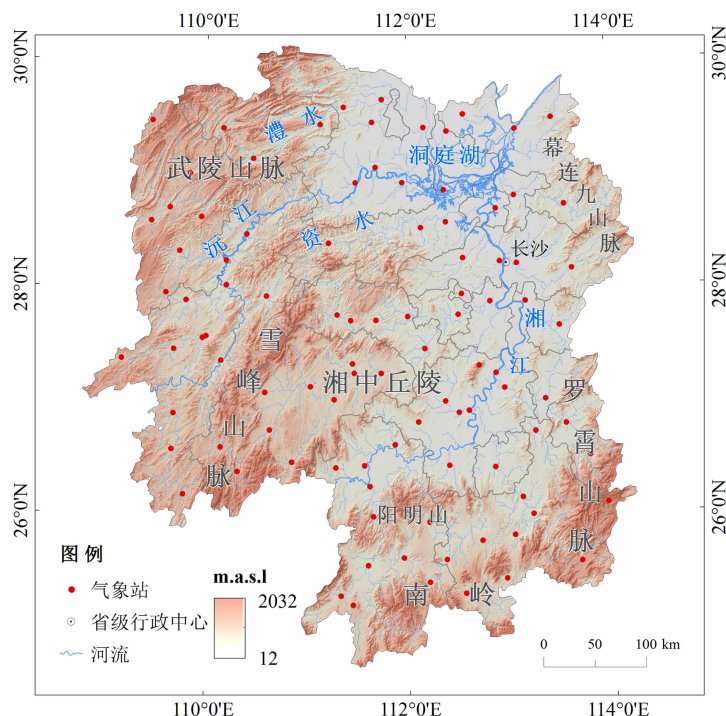 110°0'E
112°0'E
114°0'E
30°0'N
30°0'N
澧水
洞庭湖
武陵山脉
幕连九山脉
沅江
资水
长沙
28°0'N
28°0'N
湘江
雪峰山脉
湘中丘陵
罗霄山脉
26°0'N
26°0'N
阳明山
南岭
图例
气象站
省级行政中心
河流
m.a.s.l
2032
12
0
50
100 km
110°0'E
112°0'E
114°0'E